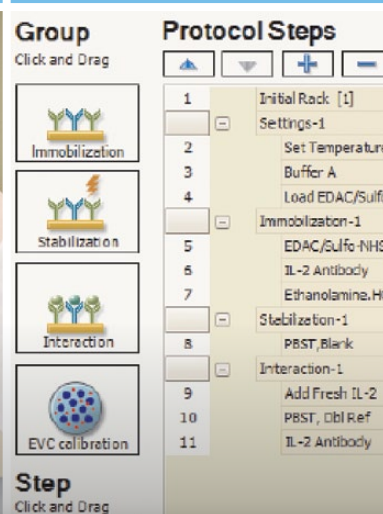 Group
Click and Drag
Immobilization
Stabilization
Interaction
EVC calibration
Step
Click and Drag
Protocol Steps
1 Initial Rack [1]
Settings-1
2 Set Temperature
3 Buffer A
4 Load EDAC/Sulf
Immobilization-1
5 EDAC/Sulfo-NHS
6 IL-2 Antibody
7 Ethanolamine.H
Stabilization-1
8 PBST,Blank
Interaction-1
9 Add Fresh IL-2
10 PBST, Dbl Ref
11 IL-2 Antibody